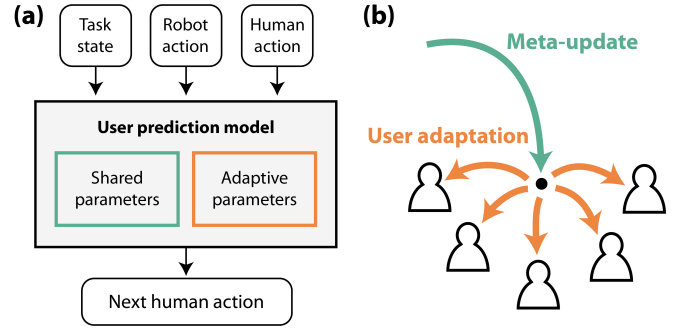 (a)
Task
state
Robot
action
Human
action
User prediction model
Shared
parameters
Adaptive
parameters
Next human action
(b)
Meta-update
User adaptation